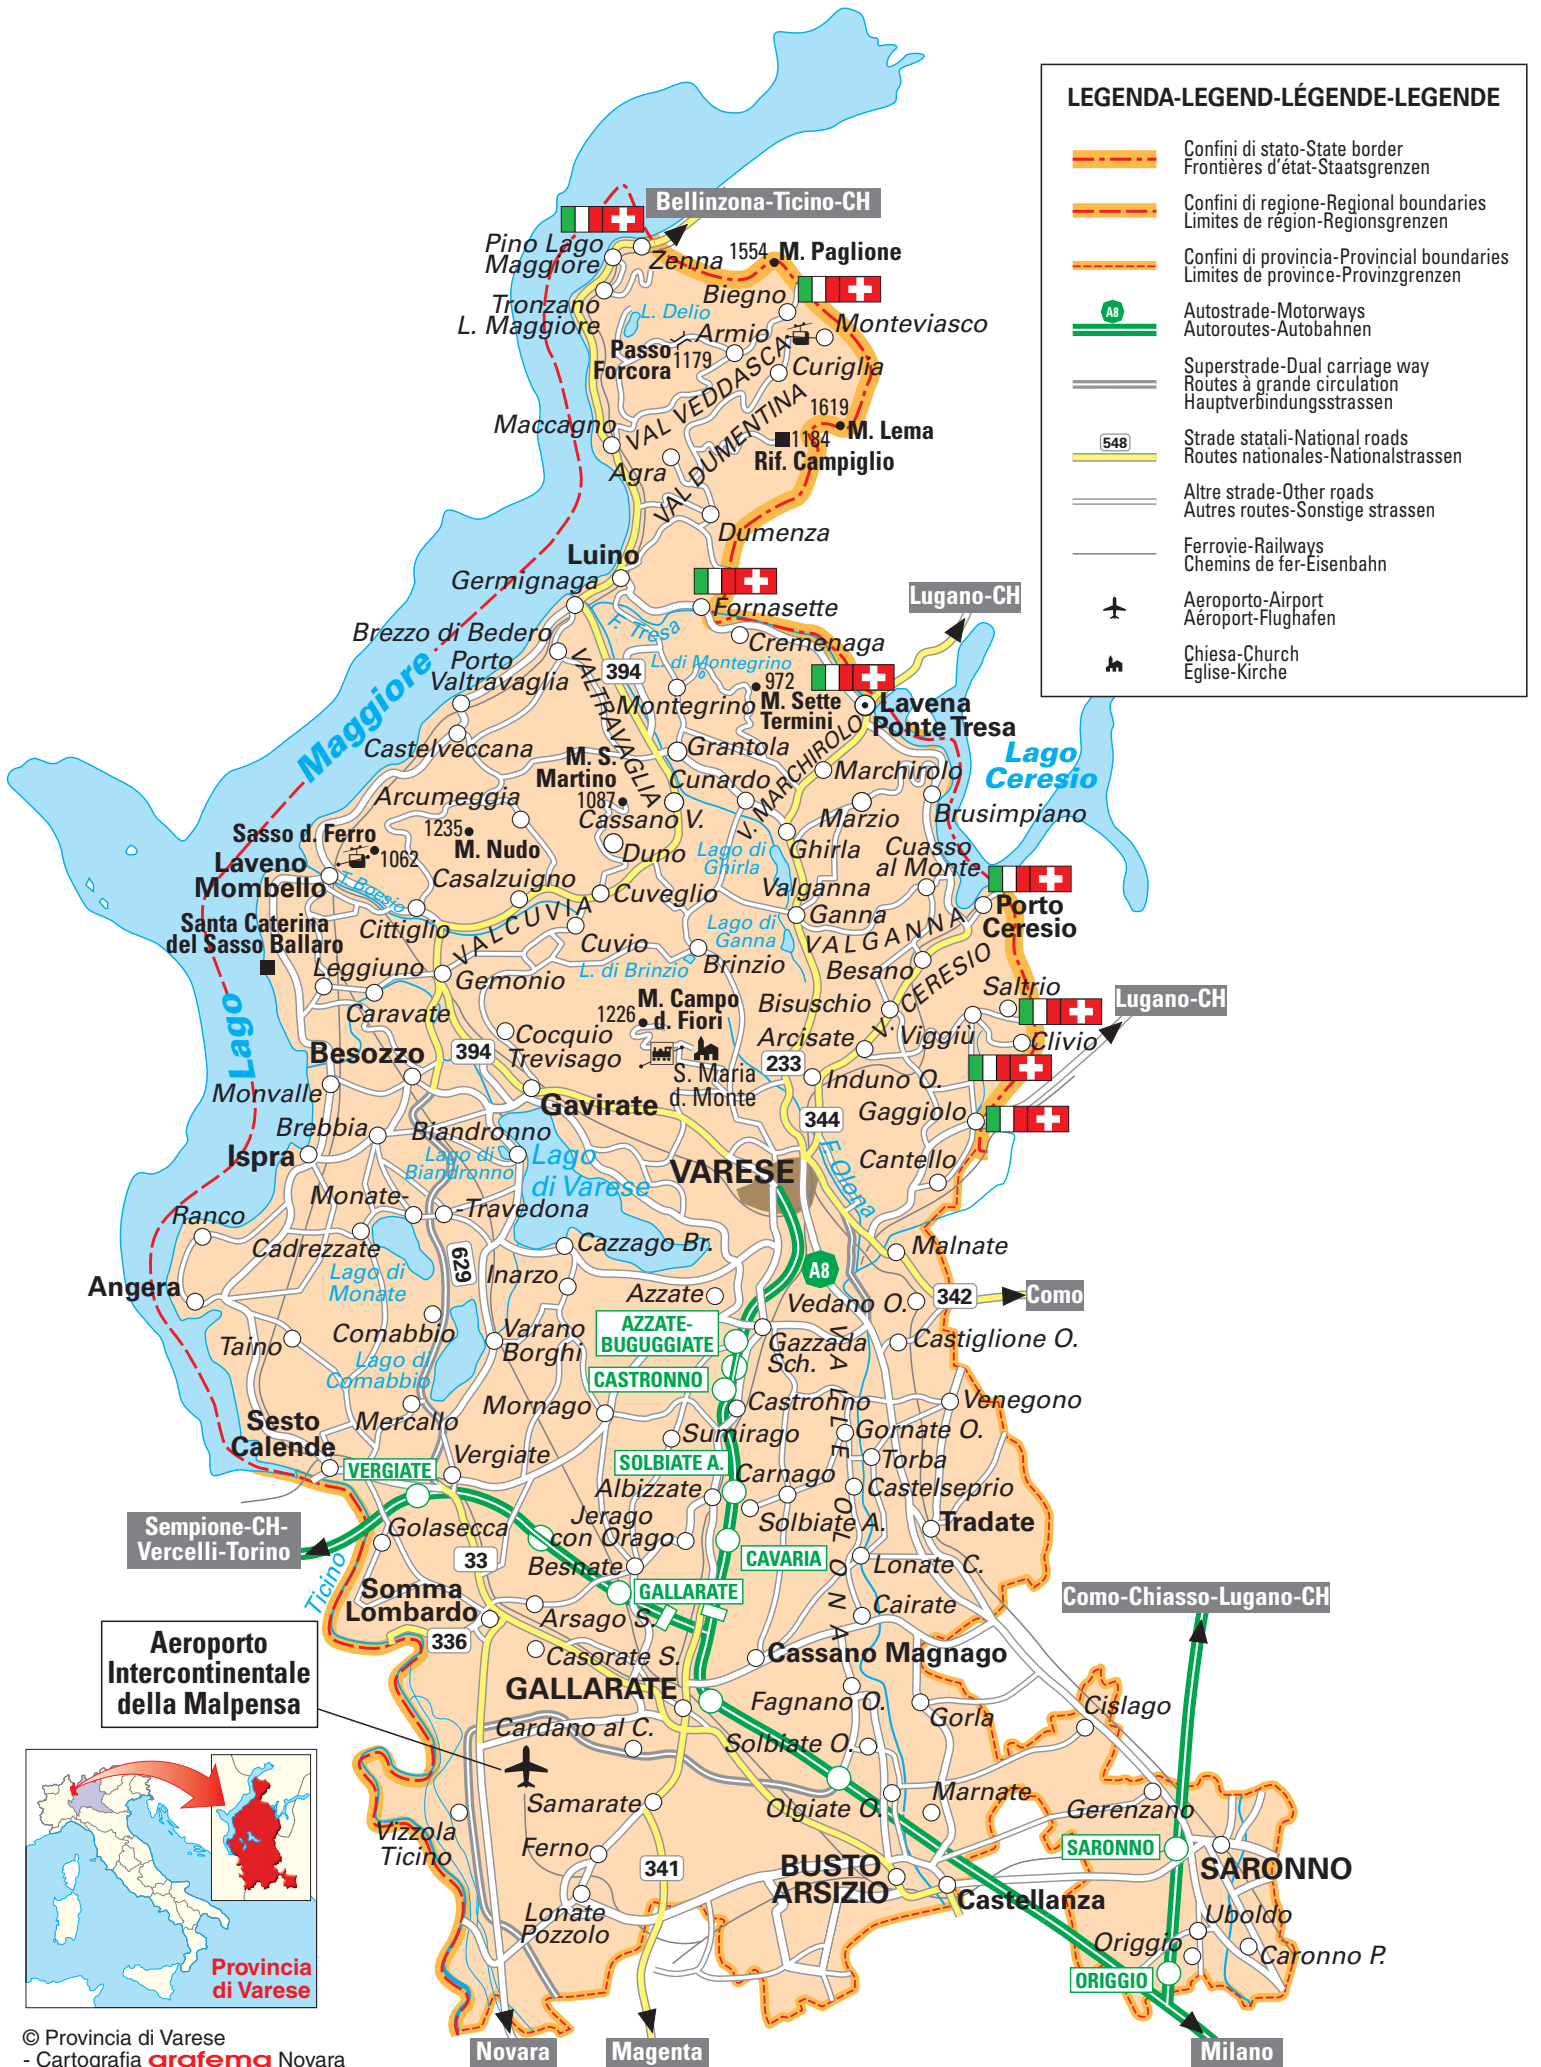 LEGENDA-LEGEND-LÉGENDE-LEGENDE
Confini di stato-State border
Frontières d'état-Staatsgrenzen
Confini di regione-Regional boundaries
Limites de région-Regionsgrenzen
Confini di provincia-Provincial boundaries
Limites de province-Provinzgrenzen
A8
Autostrade-Motorways
Autoroutes-Autobahnen
Superstrade-Dual carriage way
Routes à grande circulation
Hauptverbindungsstrassen
548
Strade statali-National roads
Routes nationales-Nationalstrassen
Altre strade-Other roads
Autres routes-Sonstige strassen
Ferrovie-Railways
Chemins de fer-Eisenbahn
Aeroporto-Airport
Aéroport-Flughafen
Chiesa-Church
Eglise-Kirche
Bellinzona-Ticino-CH
Pino Lago
Maggiore
Zenna
1554
M. Paglione
Tronzano
L. Maggiore
L. Delio
Biegno
Armio
Monteviasco
Passo
Forcora
1179
Curiglia
VAL VEDDASCA
VAL DUMENTINA
1619
M. Lema
1184
Rif. Campiglio
Maccagno
Agra
Dumenza
Luino
Germignaga
Fornasette
Lugano-CH
F. Tresa
Cremenaga
Brezzo di Bedero
Porto
Valtravaglia
VALTRAVAGLIA
394
L. di Montegrino
972
M. Sette
Termini
Montegrino
Lavena
Ponte Tresa
Lago
Ceresio
Lago Maggiore
Castelveccana
Grantola
M. S.
Martino
1087
Cunardo
V. MARCHIROLO
Marchirolo
Arcumeggia
Cassano V.
Marzio
Brusimpiano
Sasso d. Ferro
1062
1235
M. Nudo
Duno
Lago di
Ghirla
Ghirla
Cuasso
al Monte
Laveno
Mombello
T. Boesio
Casalzuigno
Cuveglio
Valganna
Porto
Ceresio
Santa Caterina
del Sasso Ballaro
Cittiglio
VALCUVIA
Cuvio
Lago di
Ganna
Ganna
VALGANNA
L. di Brinzio
Brinzio
Besano
V. CERESIO
Leggiuno
Gemonio
Saltrio
Lugano-CH
Caravate
1226
M. Campo
d. Fiori
Bisuschio
Viggiù
Clivio
Cocquio
Trevisago
Arcisate
Besozzo
394
S. Maria
d. Monte
233
Induno O.
Monvalle
Gavirate
344
Gaggiolo
Brebbia
Biandronno
Lago di
Biandronno
Lago
di Varese
VARESE
F. Olona
Cantello
Ispra
Monate-
-Travedona
Ranco
Cadrezzate
Cazzago Br.
Malnate
Lago di
Monate
629
Inarzo
A8
Angera
Azzate
Vedano O.
342
Como
Comabbio
Varano
Borghi
AZZATE-
BUGUGGIATE
Gazzada
Sch.
Castiglione O.
Taino
Lago di
Comabbio
CASTRONNO
VALLE OLONA
Mornago
Castronno
Venegono
Mercallo
Sesto
Calende
Sumirago
Gornate O.
Vergiate
VERGIATE
SOLBIATE A.
Carnago
Torba
Albizzate
Castelseprio
Sempione-CH-
Vercelli-Torino
Golasecca
Jerago
con Orago
Solbiate A.
Tradate
Ticino
33
Besnate
CAVARIA
Lonate C.
GALLARATE
Como-Chiasso-Lugano-CH
Somma
Lombardo
Arsago S.
Cairate
336
Casorate S.
Cassano Magnago
Aeroporto
Intercontinentale
della Malpensa
GALLARATE
Fagnano O.
Gorla
Cislago
Cardano al C.
Solbiate O.
Samarate
Olgiate O.
Marnate
Gerenzano
Vizzola
Ticino
Ferno
341
BUSTO
ARSIZIO
SARONNO
SARONNO
Castellanza
Lonate
Pozzolo
Uboldo
Origgio
Caronno P.
ORIGGIO
Provincia
di Varese
Novara
Magenta
Milano
© Provincia di Varese
- Cartografia grafema Novara